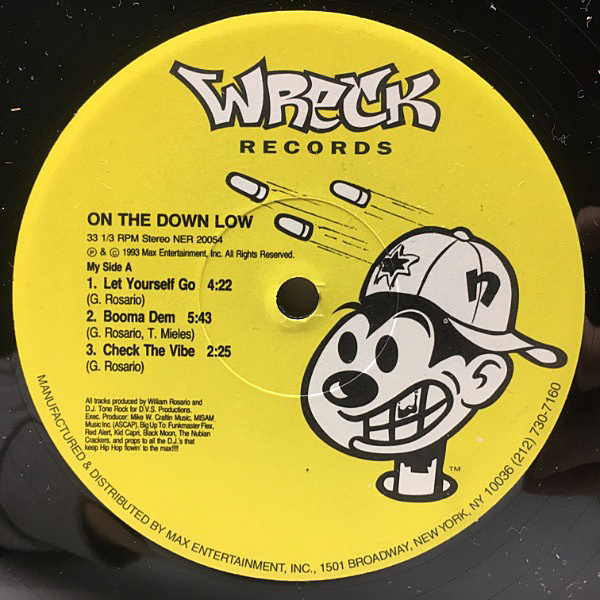 WRECK
RECORDS
ON THE DOWN LOW
33 1/3 RPM Stereo NER 20054
℗ & © 1993 Max Entertainment, Inc. All Rights Reserved.
My Side A
1. Let Yourself Go 4:22
(G. Rosario)
2. Booma Dem 5:43
(G. Rosario, T. Mieles)
3. Check The Vibe 2:25
(G. Rosario)
All tracks produced by William Rosario and
D.J. Tone Rock for D.V.S. Productions.
Exec. Producer: Mike W. Craftin Music, MISAM
Music Inc. (ASCAP). Big Up To: Funkmaster Flex,
Red Alert, Kid Capri, Black Moon, The Nubian
Crackers, and props to all the D.J.'s that
keep Hip Hop flowin' to the max!!!!
n
TM
MANUFACTURED & DISTRIBUTED BY MAX ENTERTAINMENT, INC., 1501 BROADWAY, NEW YORK, NY 10036 (212) 730-7160